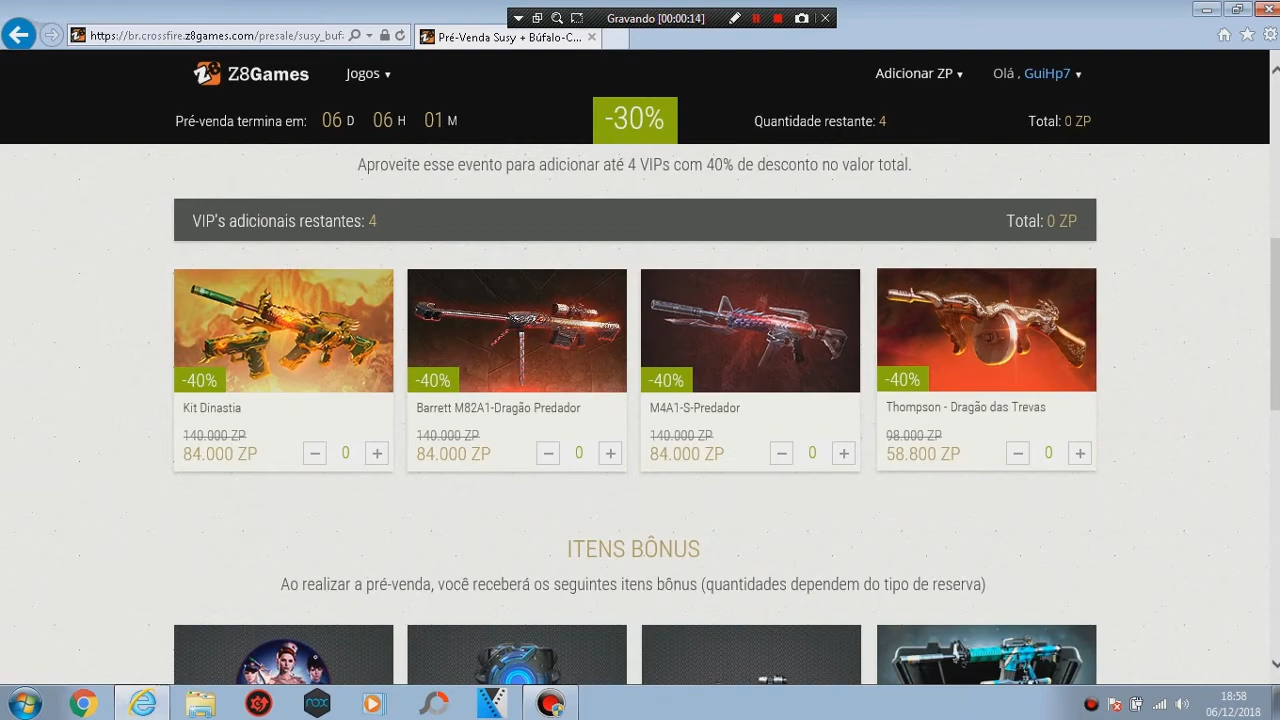 Gravando [00:00:14]
https://br.crossfire.z8games.com/presale/susy_buf
Pré-Venda Susy + Búfalo-C...
Z8Games
Jogos
Adicionar ZP
Olá , GuiHp7
Pré-venda termina em: 06 D 06 H 01 M
-30%
Quantidade restante: 4
Total: 0 ZP
Aproveite esse evento para adicionar até 4 VIPs com 40% de desconto no valor total.
VIP's adicionais restantes: 4
Total: 0 ZP
-40% -40% -40% -40%
Kit Dinastia
140.000 ZP
84.000 ZP − 0 +
Barrett M82A1-Dragão Predador
140.000 ZP
84.000 ZP − 0 +
M4A1-S-Predador
140.000 ZP
84.000 ZP − 0 +
Thompson - Dragão das Trevas
98.000 ZP
58.800 ZP − 0 +
ITENS BÔNUS
Ao realizar a pré-venda, você receberá os seguintes itens bônus (quantidades dependem do tipo de reserva)
nox
18:58
06/12/2018